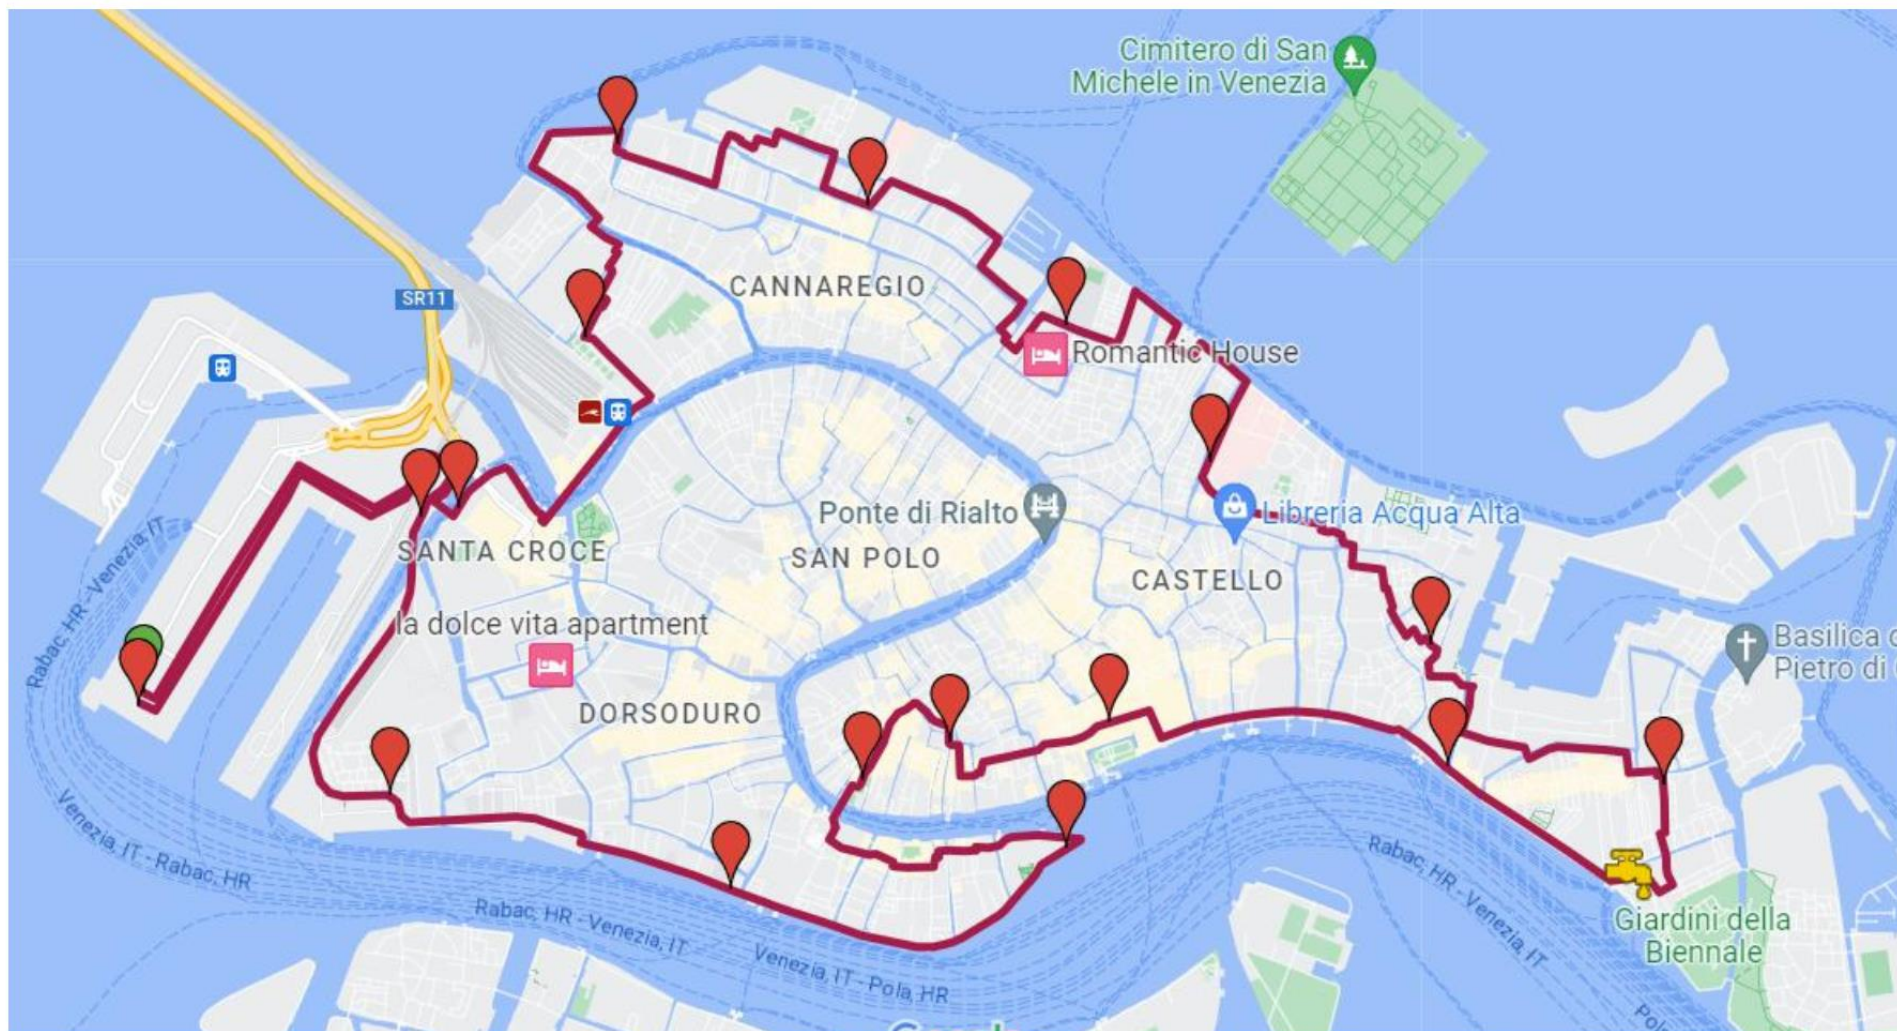 Cimitero di San
Michele in Venezia
CANNAREGIO
SR11
Romantic House
Ponte di Rialto
Libreria Acqua Alta
SANTA CROCE
SAN POLO
CASTELLO
Rabac, HR - Venezia, IT
la dolce vita apartment
Basilica
Pietro di
DORSODURO
Venezia, IT - Rabac, HR
Rabac, HR - Venezia, IT
Rabac, HR - Venezia, IT
Venezia, IT - Pola, HR
Giardini della
Biennale